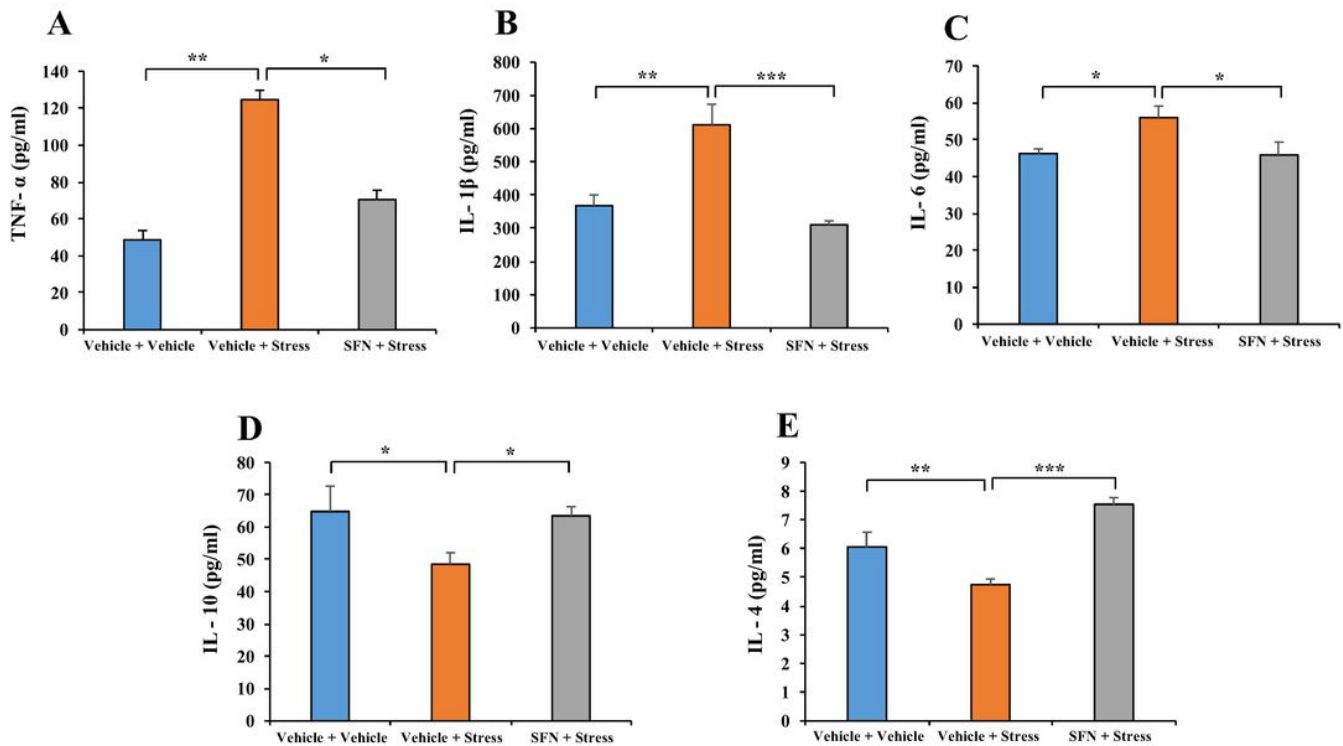 A
TNF- α (pg/ml)
140
120
100
80
60
40
20
0
**
*
Vehicle + Vehicle
Vehicle + Stress
SFN + Stress
B
IL- 1β (pg/ml)
800
700
600
500
400
300
200
100
0
**
***
Vehicle + Vehicle
Vehicle + Stress
SFN + Stress
C
IL- 6 (pg/ml)
70
60
50
40
30
20
10
0
*
*
Vehicle + Vehicle
Vehicle + Stress
SFN + Stress
D
IL - 10 (pg/ml)
80
70
60
50
40
30
20
10
0
*
*
Vehicle + Vehicle
Vehicle + Stress
SFN + Stress
E
IL - 4 (pg/ml)
9
8
7
6
5
4
3
2
1
0
**
***
Vehicle + Vehicle
Vehicle + Stress
SFN + Stress